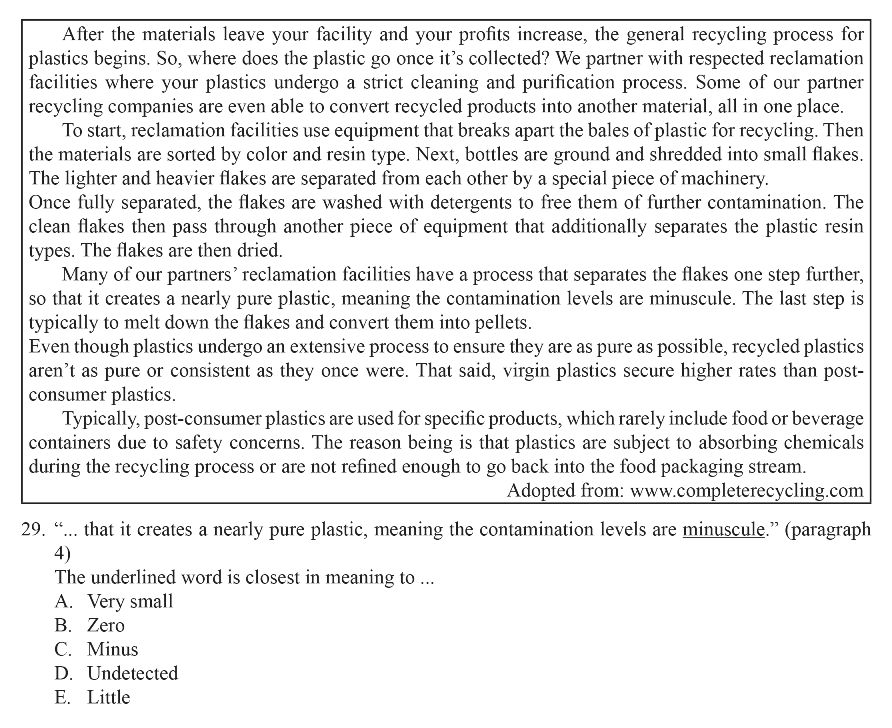 After the materials leave your facility and your profits increase, the general recycling process for
plastics begins. So, where does the plastic go once it's collected? We partner with respected reclamation
facilities where your plastics undergo a strict cleaning and purification process. Some of our partner
recycling companies are even able to convert recycled products into another material, all in one place.
To start, reclamation facilities use equipment that breaks apart the bales of plastic for recycling. Then
the materials are sorted by color and resin type. Next, bottles are ground and shredded into small flakes.
The lighter and heavier flakes are separated from each other by a special piece of machinery.
Once fully separated, the flakes are washed with detergents to free them of further contamination. The
clean flakes then pass through another piece of equipment that additionally separates the plastic resin
types. The flakes are then dried.
Many of our partners' reclamation facilities have a process that separates the flakes one step further,
so that it creates a nearly pure plastic, meaning the contamination levels are minuscule. The last step is
typically to melt down the flakes and convert them into pellets.
Even though plastics undergo an extensive process to ensure they are as pure as possible, recycled plastics
aren't as pure or consistent as they once were. That said, virgin plastics secure higher rates than post-
consumer plastics.
Typically, post-consumer plastics are used for specific products, which rarely include food or beverage
containers due to safety concerns. The reason being is that plastics are subject to absorbing chemicals
during the recycling process or are not refined enough to go back into the food packaging stream.
Adopted from: www.completerecycling.com
29. "... that it creates a nearly pure plastic, meaning the contamination levels are minuscule." (paragraph
4)
The underlined word is closest in meaning to ...
A. Very small
B. Zero
C. Minus
D. Undetected
E. Little